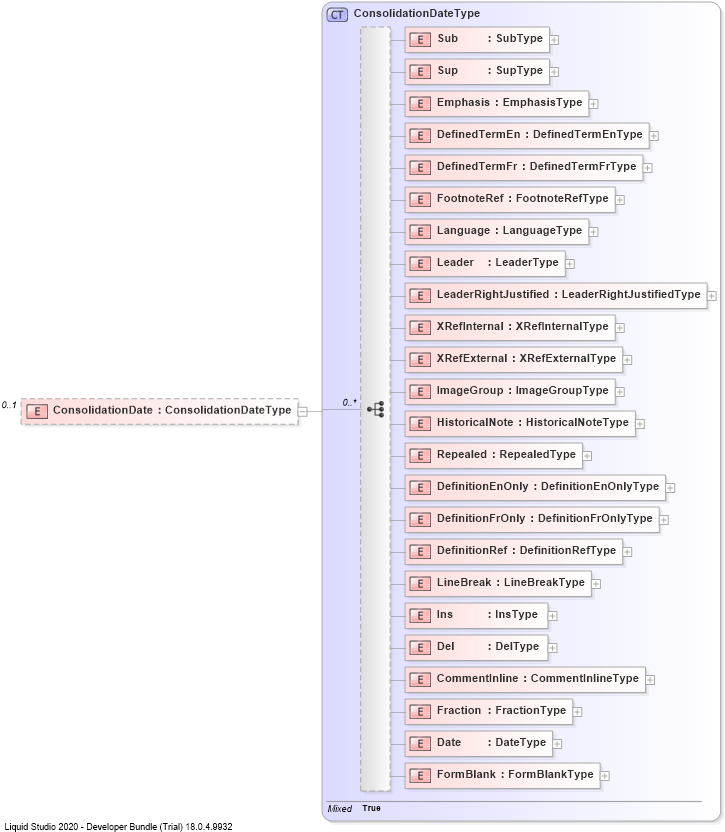 CT ConsolidationDateType
E Sub : SubType
E Sup : SupType
E Emphasis : EmphasisType
E DefinedTermEn : DefinedTermEnType
E DefinedTermFr : DefinedTermFrType
E FootnoteRef : FootnoteRefType
E Language : LanguageType
E Leader : LeaderType
E LeaderRightJustified : LeaderRightJustifiedType
E XRefInternal : XRefInternalType
E XRefExternal : XRefExternalType
E ImageGroup : ImageGroupType
0..1 E ConsolidationDate : ConsolidationDateType 0..*
E HistoricalNote : HistoricalNoteType
E Repealed : RepealedType
E DefinitionEnOnly : DefinitionEnOnlyType
E DefinitionFrOnly : DefinitionFrOnlyType
E DefinitionRef : DefinitionRefType
E LineBreak : LineBreakType
E Ins : InsType
E Del : DelType
E CommentInline : CommentInlineType
E Fraction : FractionType
E Date : DateType
E FormBlank : FormBlankType
Mixed True
Liquid Studio 2020 - Developer Bundle (Trial) 18.0.4.9932